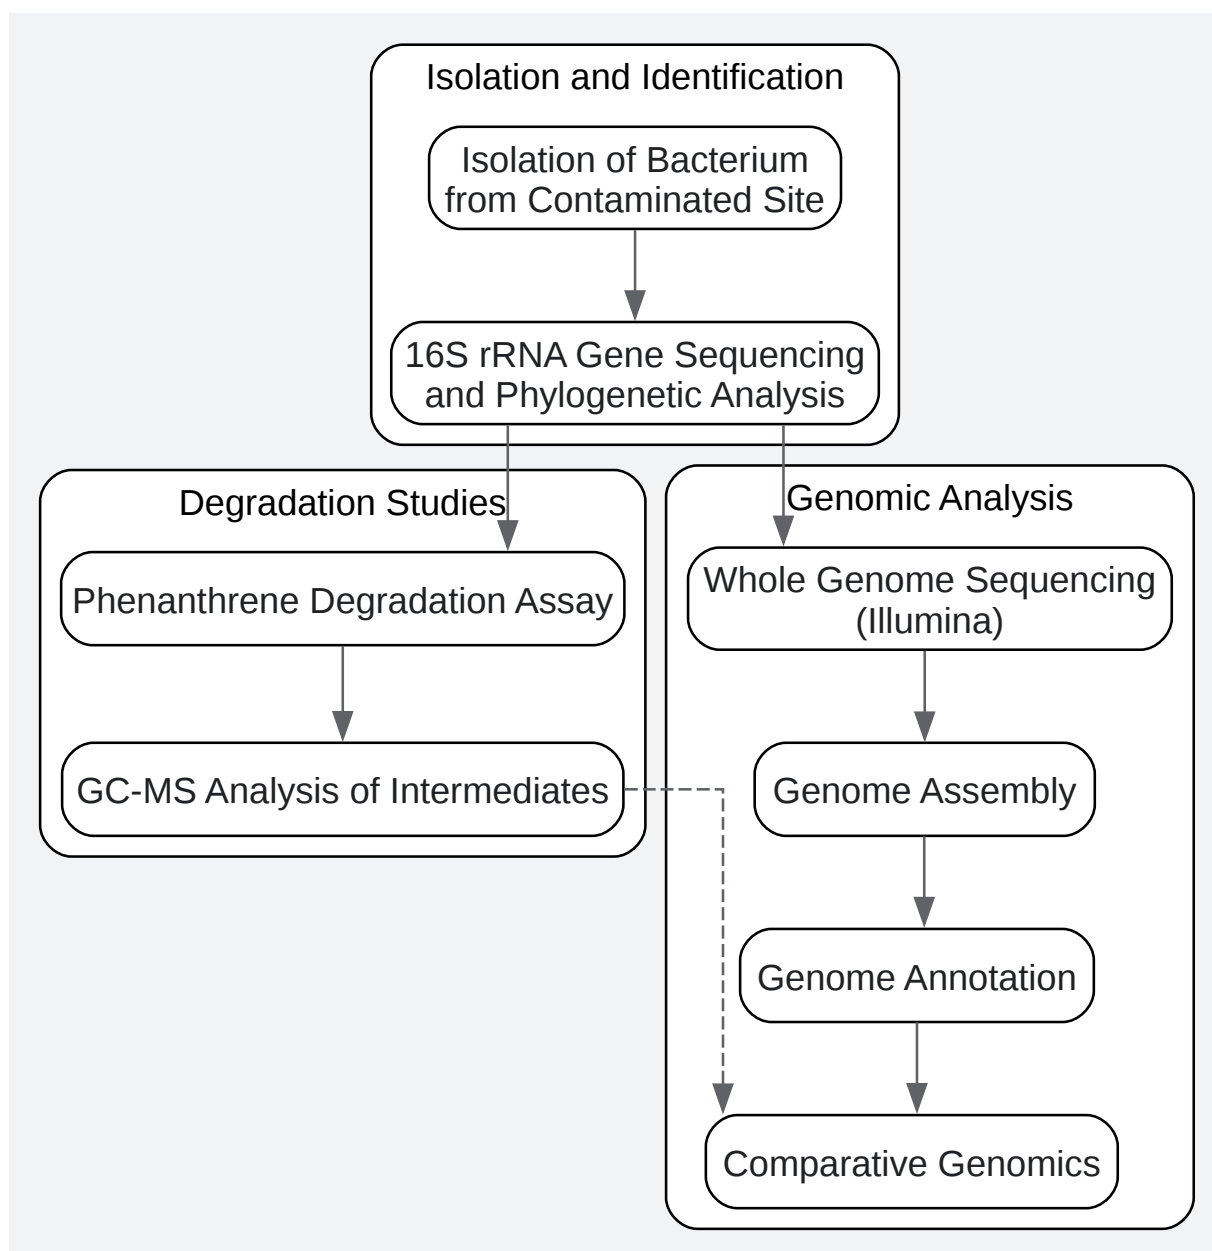 Isolation and Identification
Isolation of Bacterium
from Contaminated Site
16S rRNA Gene Sequencing
and Phylogenetic Analysis
Degradation Studies
Phenanthrene Degradation Assay
GC-MS Analysis of Intermediates
Genomic Analysis
Whole Genome Sequencing
(Illumina)
Genome Assembly
Genome Annotation
Comparative Genomics